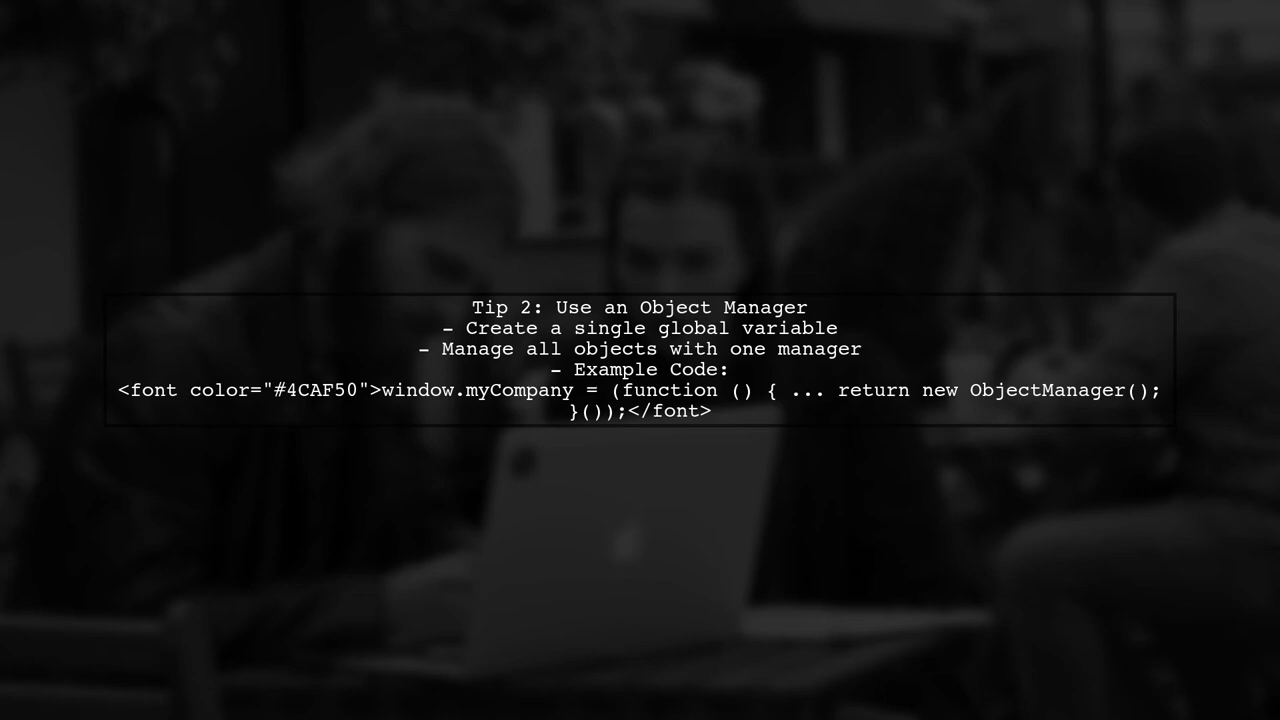 Tip 2: Use an Object Manager
– Create a single global variable
– Manage all objects with one manager
– Example Code:
<font color="#4CAF50">window.myCompany = (function () { ... return new ObjectManager();
}());</font>